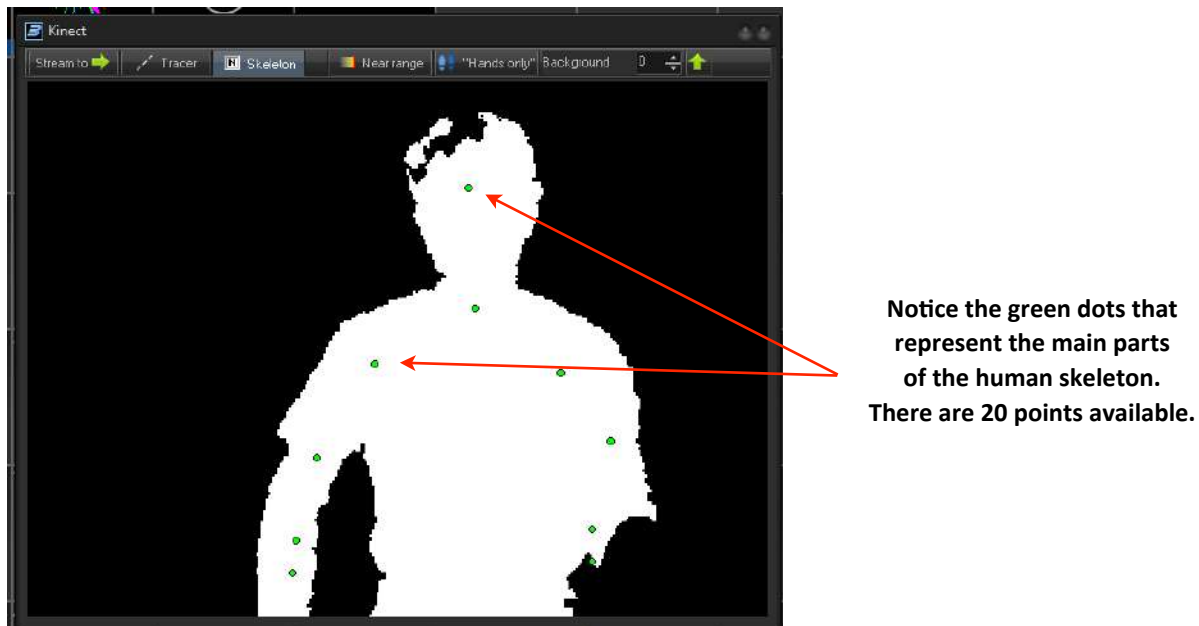 Kinect
Stream to Tracer Skeleton Near range "Hands only" Background 0
Notice the green dots that
represent the main parts
of the human skeleton.
There are 20 points available.